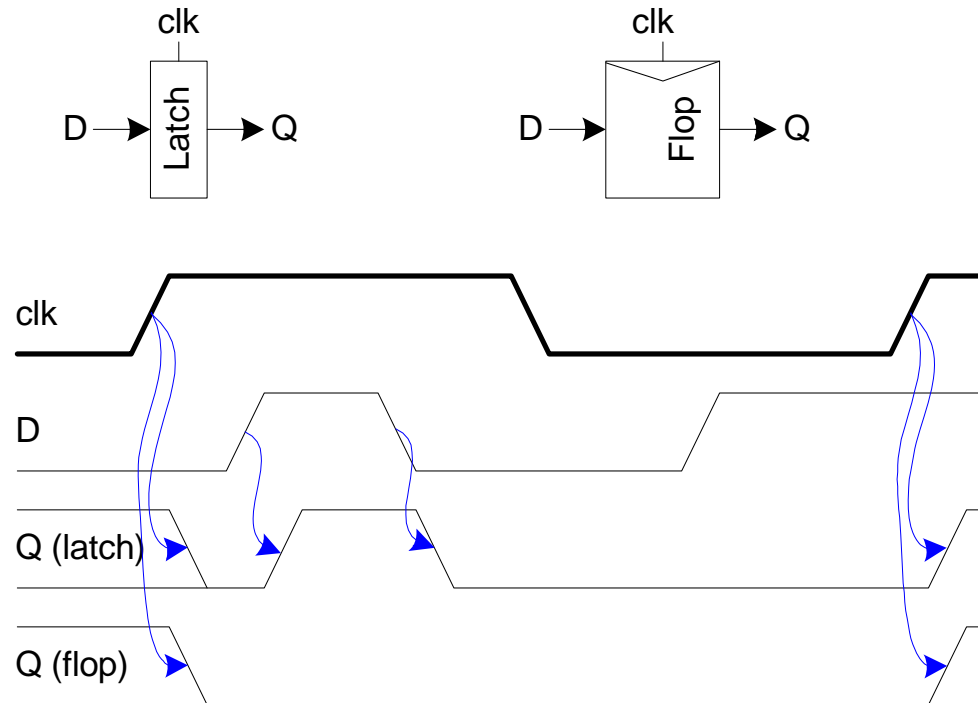 clk
clk
D
Latch
Q
D
Flop
Q
clk
D
Q (latch)
Q (flop)